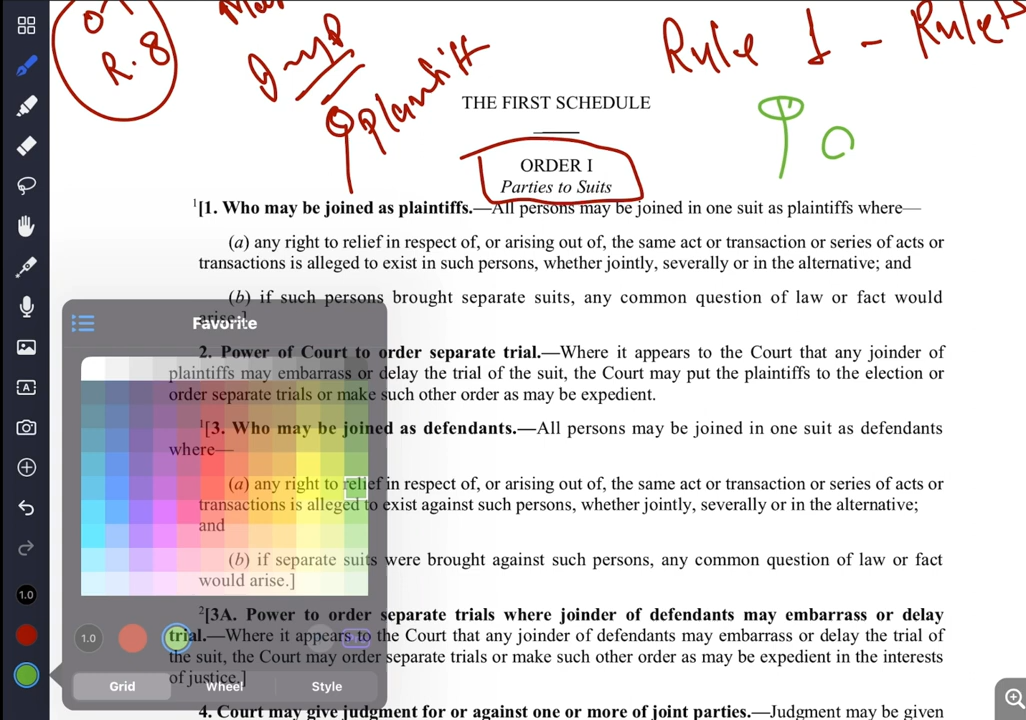 R. 8
Imp
Plaintiff
Rule 1 - Rule
THE FIRST SCHEDULE
ORDER I
Parties to Suits
1[1. Who may be joined as plaintiffs.—All persons may be joined in one suit as plaintiffs where—
(a) any right to relief in respect of, or arising out of, the same act or transaction or series of acts or
transactions is alleged to exist in such persons, whether jointly, severally or in the alternative; and
(b) if such persons brought separate suits, any common question of law or fact would
arise.]
Favorite
2. Power of Court to order separate trial.—Where it appears to the Court that any joinder of
plaintiffs may embarrass or delay the trial of the suit, the Court may put the plaintiffs to the election or
order separate trials or make such other order as may be expedient.
1[3. Who may be joined as defendants.—All persons may be joined in one suit as defendants
where—
(a) any right to relief in respect of, or arising out of, the same act or transaction or series of acts or
transactions is alleged to exist against such persons, whether jointly, severally or in the alternative;
and
(b) if separate suits were brought against such persons, any common question of law or fact
would arise.]
1.0
2[3A. Power to order separate trials where joinder of defendants may embarrass or delay
1.0
trial.—Where it appears to the Court that any joinder of defendants may embarrass or delay the trial of
the suit, the Court may order separate trials or make such other order as may be expedient in the interests
of justice.]
Grid
Wheel
Style
4. Court may give judgment for or against one or more of joint parties.—Judgment may be given